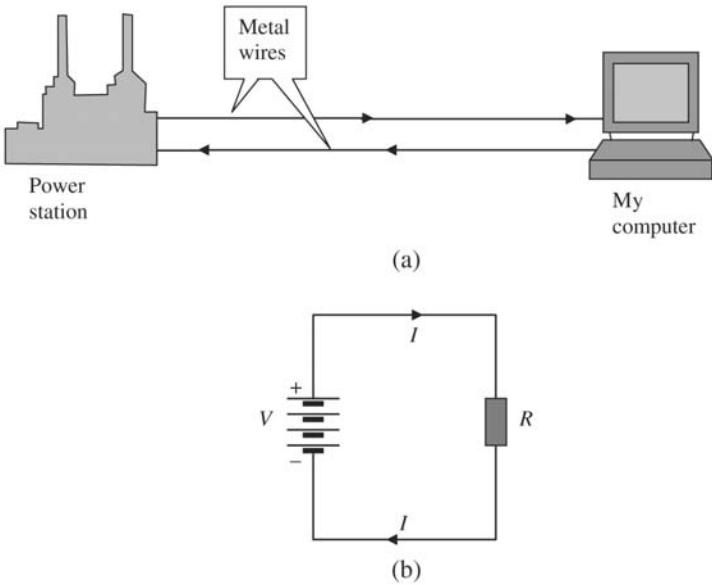 Metal
wires
Power
station
My
computer
(a)
I
+
V
R
−
I
(b)